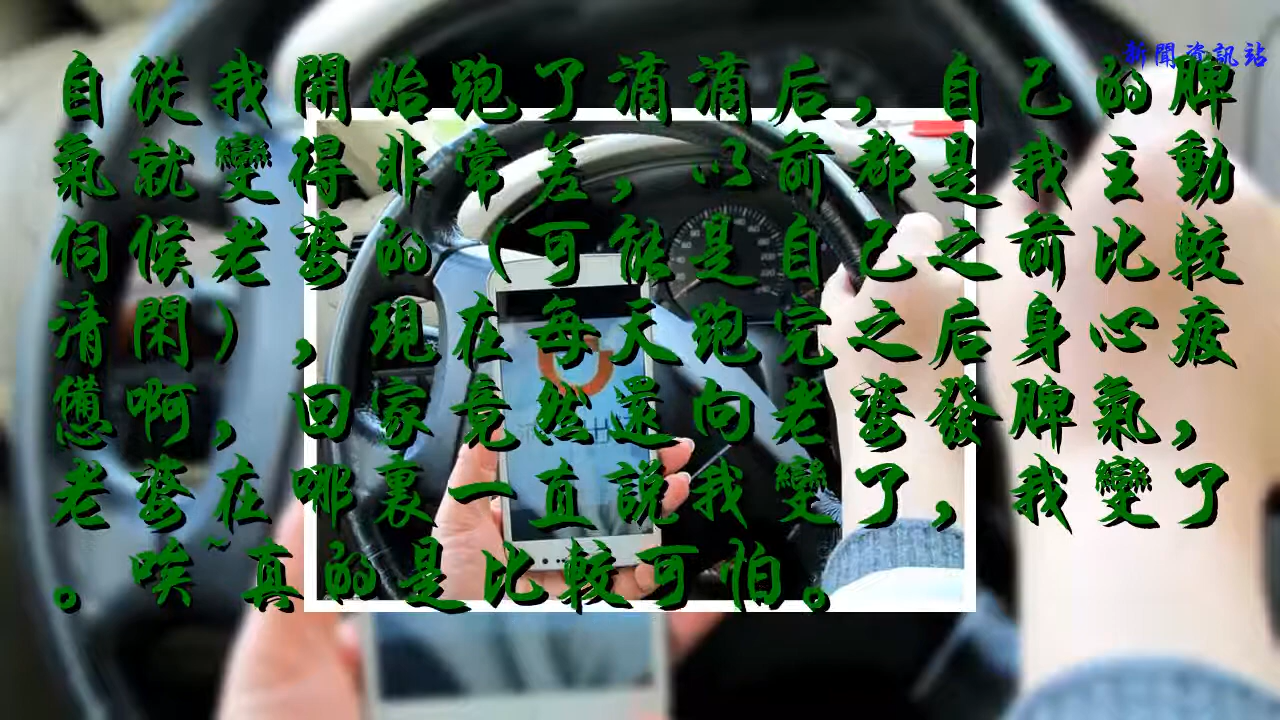 新聞資訊站
自從我開始跑了滴滴后，自己的脾
氣就變得非常差，以前都是我主動
伺候老婆的（可能是自己之前比較
清閑），現在每天跑完之后身心疲
憊啊，回家竟然還向老婆發脾氣，
老婆在哪裏一直說我變了，我變了
。唉~真的是比較可怕。